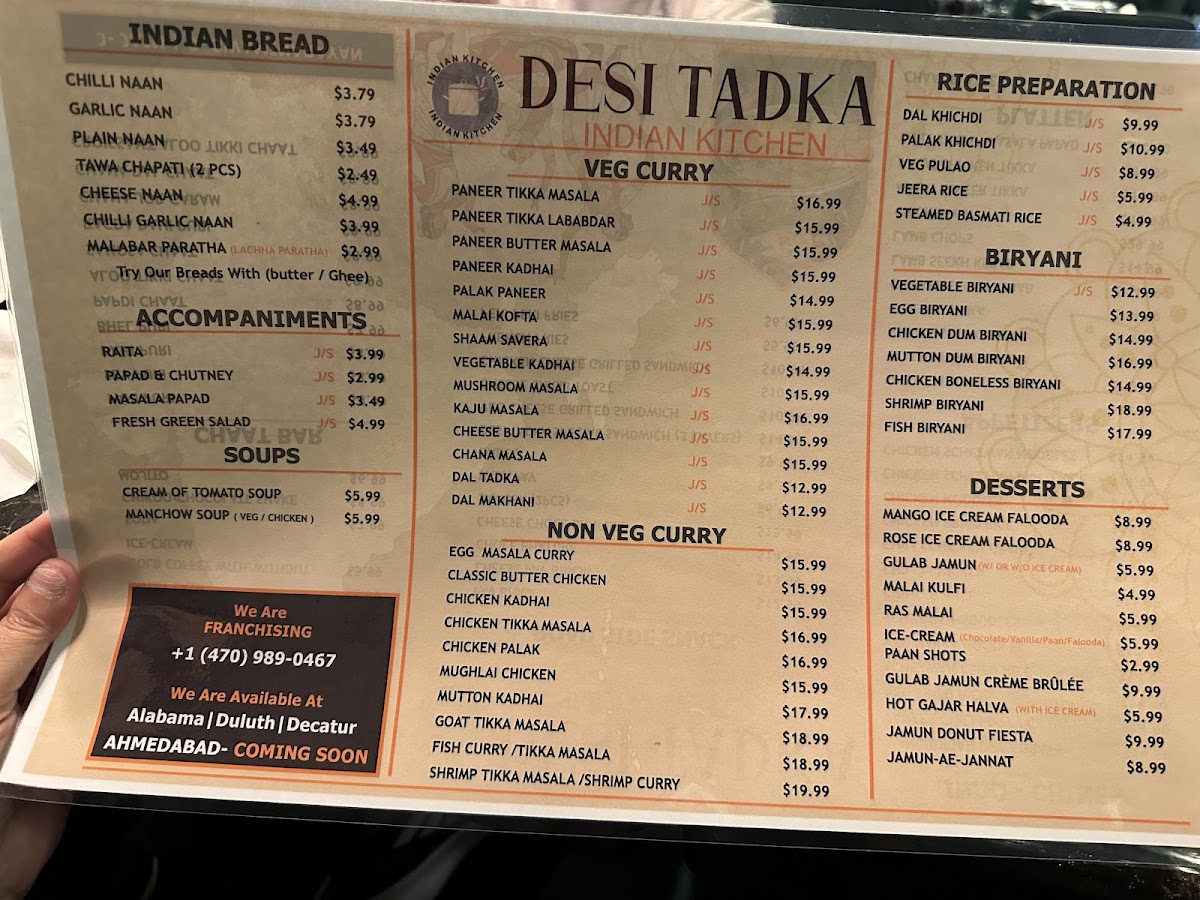 INDIAN BREAD
CHILLI NAAN $3.79
GARLIC NAAN $3.79
PLAIN NAAN $3.49
TAWA CHAPATI (2 PCS) $2.49
CHEESE NAAN $4.99
CHILLI GARLIC NAAN $3.99
MALABAR PARATHA (LACHHA PARATHA) $2.99
Try Our Breads With (butter / Ghee)
ACCOMPANIMENTS
RAITA J/S $3.99
PAPAD & CHUTNEY J/S $2.99
MASALA PAPAD J/S $3.49
FRESH GREEN SALAD J/S $4.99
SOUPS
CREAM OF TOMATO SOUP $5.99
MANCHOW SOUP ( VEG / CHICKEN ) $5.99
We Are
FRANCHISING
+1 (470) 989-0467
We Are Available At
Alabama|Duluth|Decatur
AHMEDABAD- COMING SOON
INDIAN KITCHEN
INDIAN KITCHEN
DESI TADKA
INDIAN KITCHEN
VEG CURRY
PANEER TIKKA MASALA J/S $16.99
PANEER TIKKA LABABDAR J/S $15.99
PANEER BUTTER MASALA J/S $15.99
PANEER KADHAI J/S $15.99
PALAK PANEER J/S $14.99
MALAI KOFTA J/S $15.99
SHAAM SAVERA J/S $15.99
VEGETABLE KADHAI J/S $14.99
MUSHROOM MASALA J/S $15.99
KAJU MASALA J/S $16.99
CHEESE BUTTER MASALA J/S $15.99
CHANA MASALA J/S $15.99
DAL TADKA J/S $12.99
DAL MAKHANI J/S $12.99
NON VEG CURRY
EGG MASALA CURRY $15.99
CLASSIC BUTTER CHICKEN $15.99
CHICKEN KADHAI $15.99
CHICKEN TIKKA MASALA $16.99
CHICKEN PALAK $16.99
MUGHLAI CHICKEN $15.99
MUTTON KADHAI $17.99
GOAT TIKKA MASALA $18.99
FISH CURRY /TIKKA MASALA $18.99
SHRIMP TIKKA MASALA /SHRIMP CURRY $19.99
RICE PREPARATION
DAL KHICHDI J/S $9.99
PALAK KHICHDI J/S $10.99
VEG PULAO J/S $8.99
JEERA RICE J/S $5.99
STEAMED BASMATI RICE J/S $4.99
BIRYANI
VEGETABLE BIRYANI J/S $12.99
EGG BIRYANI $13.99
CHICKEN DUM BIRYANI $14.99
MUTTON DUM BIRYANI $16.99
CHICKEN BONELESS BIRYANI $14.99
SHRIMP BIRYANI $18.99
FISH BIRYANI $17.99
DESSERTS
MANGO ICE CREAM FALOODA $8.99
ROSE ICE CREAM FALOODA $8.99
GULAB JAMUN (W/ OR W/O ICE CREAM) $5.99
MALAI KULFI $4.99
RAS MALAI $5.99
ICE-CREAM (Chocolate/Vanilla/Paan/Falooda) $5.99
PAAN SHOTS $2.99
GULAB JAMUN CRÈME BRÛLÉE $9.99
HOT GAJAR HALVA (WITH ICE CREAM) $5.99
JAMUN DONUT FIESTA $9.99
JAMUN-AE-JANNAT $8.99